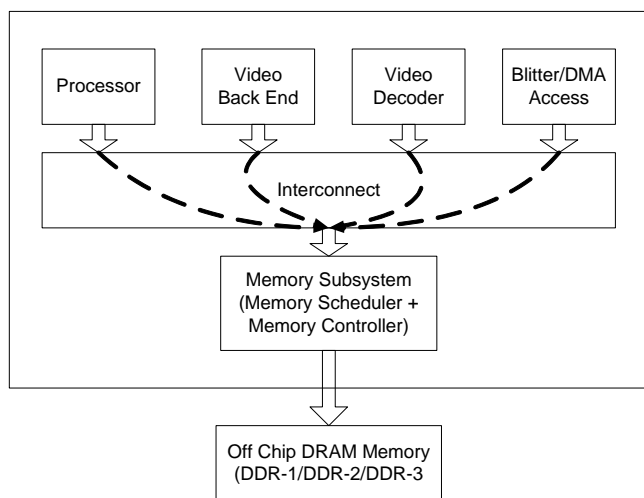 Processor
Video
Back End
Video
Decoder
Blitter/DMA
Access
Interconnect
Memory Subsystem
(Memory Scheduler +
Memory Controller)
Off Chip DRAM Memory
(DDR-1/DDR-2/DDR-3